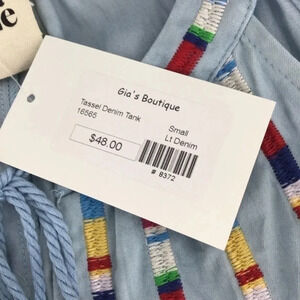 Gia's Boutique
Tassel Denim Tank
16565
Small
Lt Denim
$48.00
# 8372